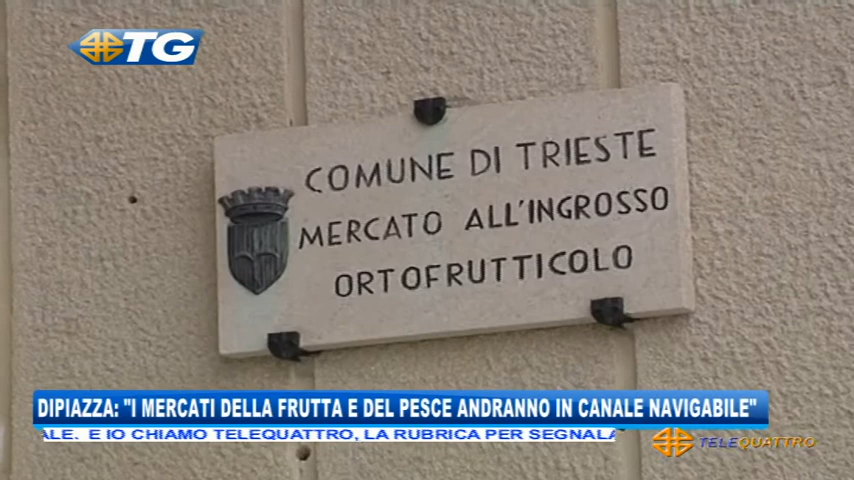 TG
COMUNE DI TRIESTE
MERCATO ALL'INGROSSO
ORTOFRUTTICOLO
DIPIAZZA: "I MERCATI DELLA FRUTTA E DEL PESCE ANDRANNO IN CANALE NAVIGABILE"
ALE. E IO CHIAMO TELEQUATTRO, LA RUBRICA PER SEGNALA
TELEQUATTRO